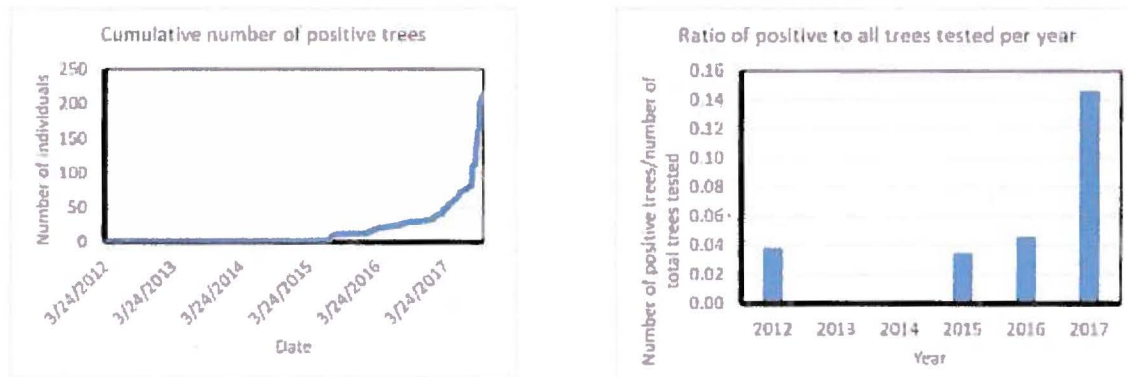 Cumulative number of positive trees
Number of individuals
250
200
150
100
50
0
3/24/2012
3/24/2013
3/24/2014
3/24/2015
3/24/2016
3/24/2017
Date
Ratio of positive to all trees tested per year
Number of positive trees/number of
total trees tested
0.16
0.14
0.12
0.10
0.08
0.06
0.04
0.02
0.00
2012 2013 2014 2015 2016 2017
Year